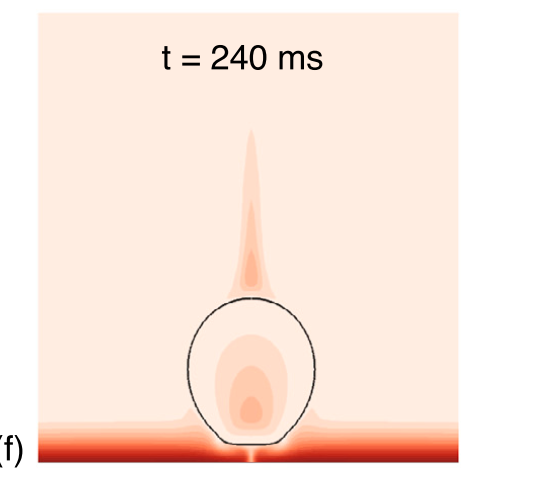 t = 240 ms
(f)